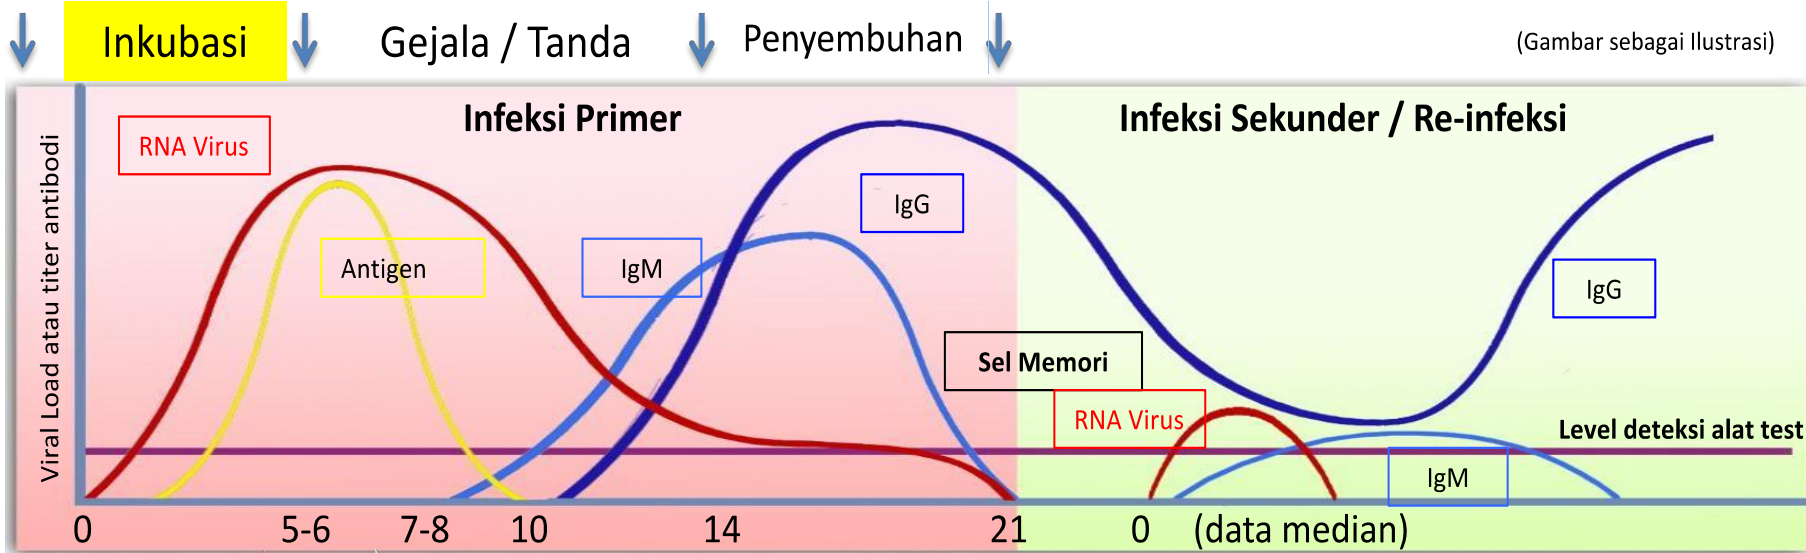 Inkubasi
Gejala / Tanda
Penyembuhan
(Gambar sebagai Ilustrasi)
Infeksi Primer
Infeksi Sekunder / Re-infeksi
RNA Virus
Viral Load atau titer antibodi
IgG
Antigen
IgM
IgG
Sel Memori
RNA Virus
Level deteksi alat test
IgM
0 5-6 7-8 10 14 21 0 (data median)